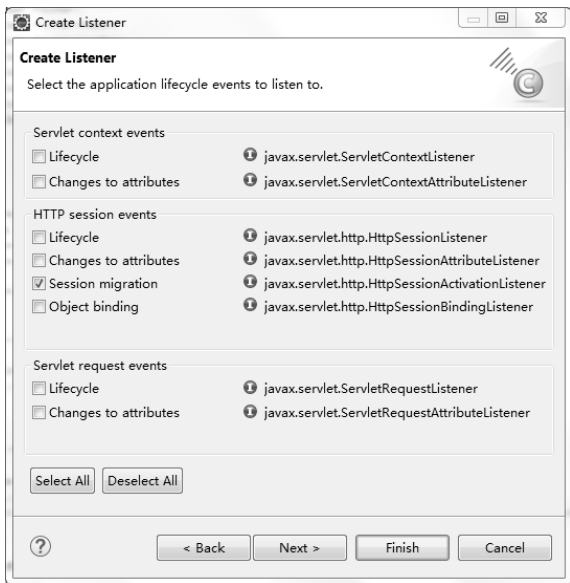 Create Listener
Create Listener
Select the application lifecycle events to listen to.
Servlet context events
Lifecycle javax.servlet.ServletContextListener
Changes to attributes javax.servlet.ServletContextAttributeListener
HTTP session events
Lifecycle javax.servlet.http.HttpSessionListener
Changes to attributes javax.servlet.http.HttpSessionAttributeListener
Session migration javax.servlet.http.HttpSessionActivationListener
Object binding javax.servlet.http.HttpSessionBindingListener
Servlet request events
Lifecycle javax.servlet.ServletRequestListener
Changes to attributes javax.servlet.ServletRequestAttributeListener
Select All Deselect All
? < Back Next > Finish Cancel